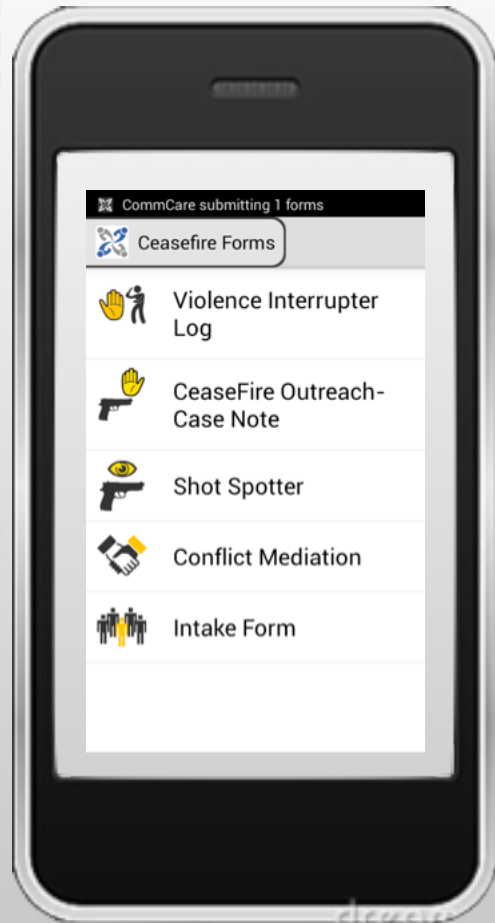 CommCare submitting 1 forms
Ceasefire Forms
Violence Interrupter
Log
CeaseFire Outreach-
Case Note
Shot Spotter
Conflict Mediation
Intake Form